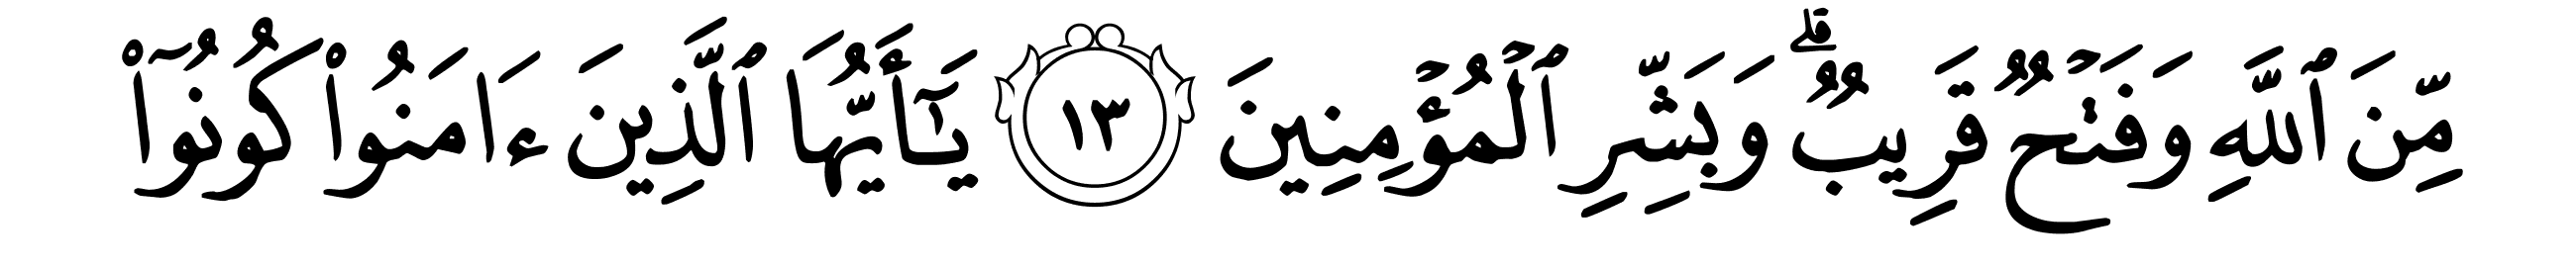 مِّنَ ٱللَّهِ وَفَتۡحٞ قَرِيبٞۗ وَبَشِّرِ ٱلۡمُؤۡمِنِينَ ١٣ يَٰٓأَيُّهَا ٱلَّذِينَ ءَامَنُواْ كُونُوٓاْ